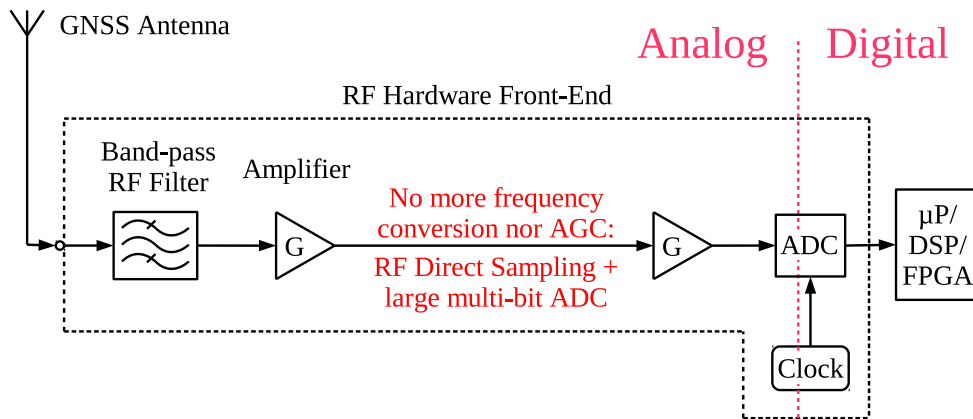 GNSS Antenna
Analog
Digital
RF Hardware Front-End
Band-pass
RF Filter
Amplifier
No more frequency
conversion nor AGC:
RF Direct Sampling +
large multi-bit ADC
G
G
ADC
µP/
DSP/
FPGA
Clock